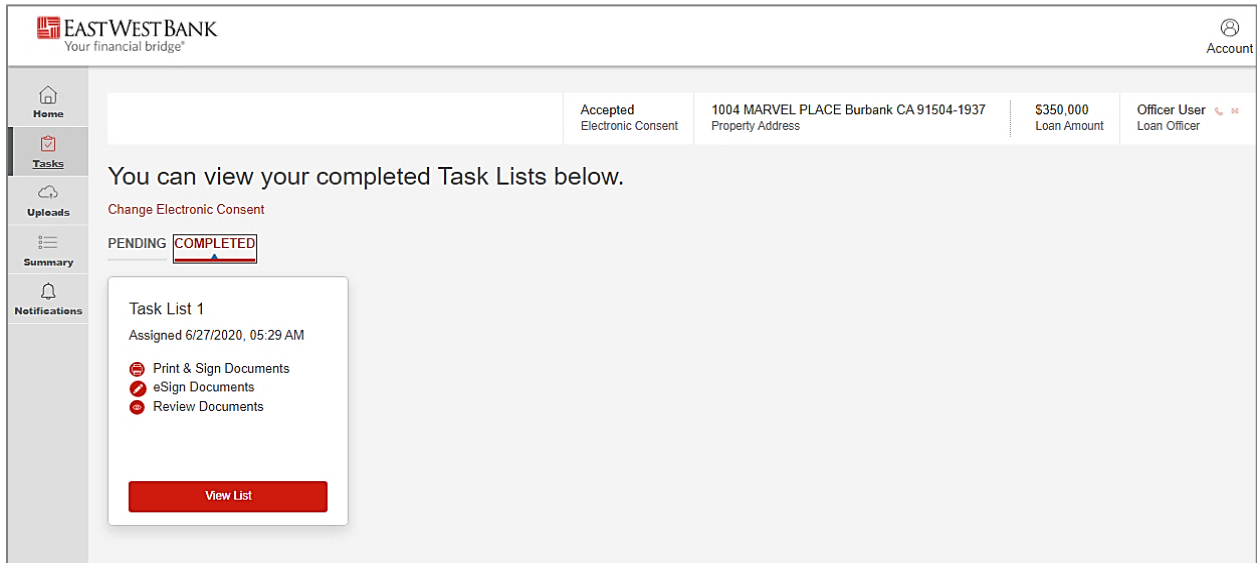 EASTWESTBANK
Your financial bridge®
Account
Home
Tasks
Uploads
Summary
Notifications
Accepted
Electronic Consent
1004 MARVEL PLACE Burbank CA 91504-1937
Property Address
$350,000
Loan Amount
Officer User
Loan Officer
You can view your completed Task Lists below.
Change Electronic Consent
PENDING COMPLETED
Task List 1
Assigned 6/27/2020, 05:29 AM
Print & Sign Documents
eSign Documents
Review Documents
View List